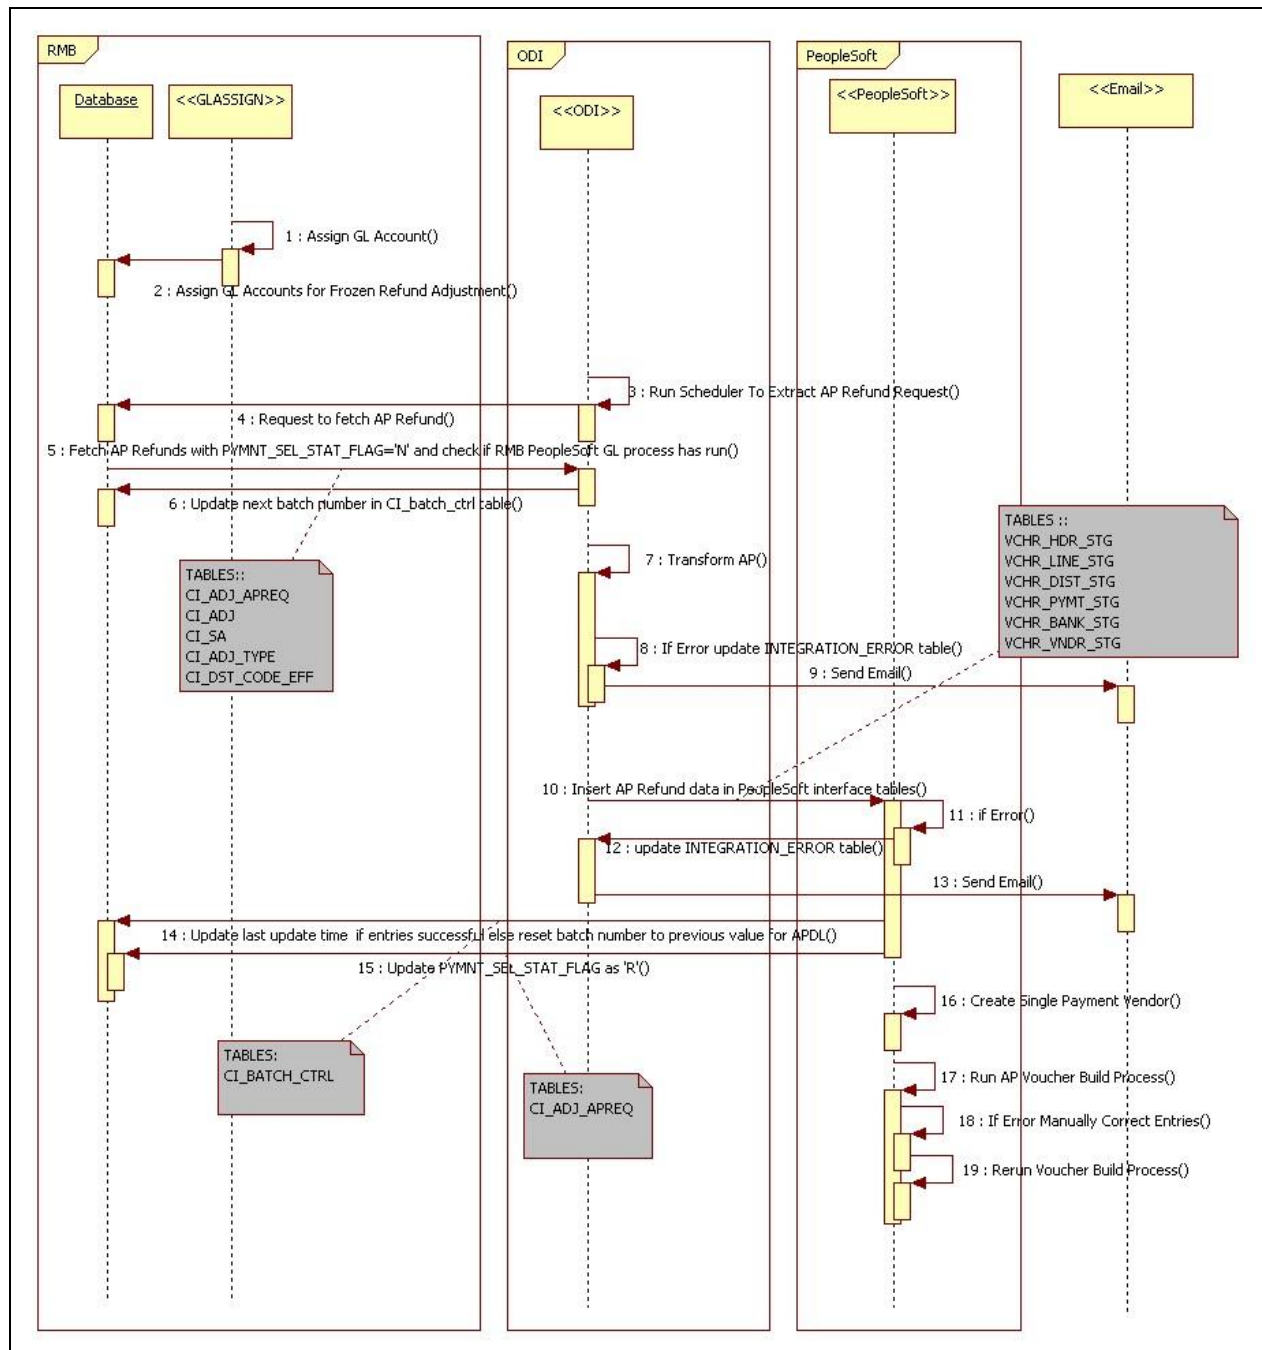 RMB
ODI
PeopleSoft
Database
<<GLASSIGN>>
<<ODI>>
<<PeopleSoft>>
<<Email>>
1 : Assign GL Account()
2 : Assign GL Accounts for Frozen Refund Adjustment()
3 : Run Scheduler To Extract AP Refund Request()
4 : Request to fetch AP Refund()
5 : Fetch AP Refunds with PYMNT_SEL_STAT_FLAG='N' and check if RMB PeopleSoft GL process has run()
6 : Update next batch number in CI_batch_ctrl table()
TABLES ::
VCHR_HDR_STG
VCHR_LINE_STG
VCHR_DIST_STG
VCHR_PYMT_STG
VCHR_BANK_STG
VCHR_VNDR_STG
7 : Transform AP()
TABLES::
CI_ADJ_APREQ
CI_ADJ
CI_SA
CI_ADJ_TYPE
CI_DST_CODE_EFF
8 : If Error update INTEGRATION_ERROR table()
9 : Send Email()
10 : Insert AP Refund data in PeopleSoft interface tables()
11 : if Error()
12 : update INTEGRATION_ERROR table()
13 : Send Email()
14 : Update last update time if entries successful else reset batch number to previous value for APDL()
15 : Update PYMNT_SEL_STAT_FLAG as 'R'()
16 : Create Single Payment Vendor()
TABLES:
CI_BATCH_CTRL
TABLES:
CI_ADJ_APREQ
17 : Run AP Voucher Build Process()
18 : If Error Manually Correct Entries()
19 : Rerun Voucher Build Process()